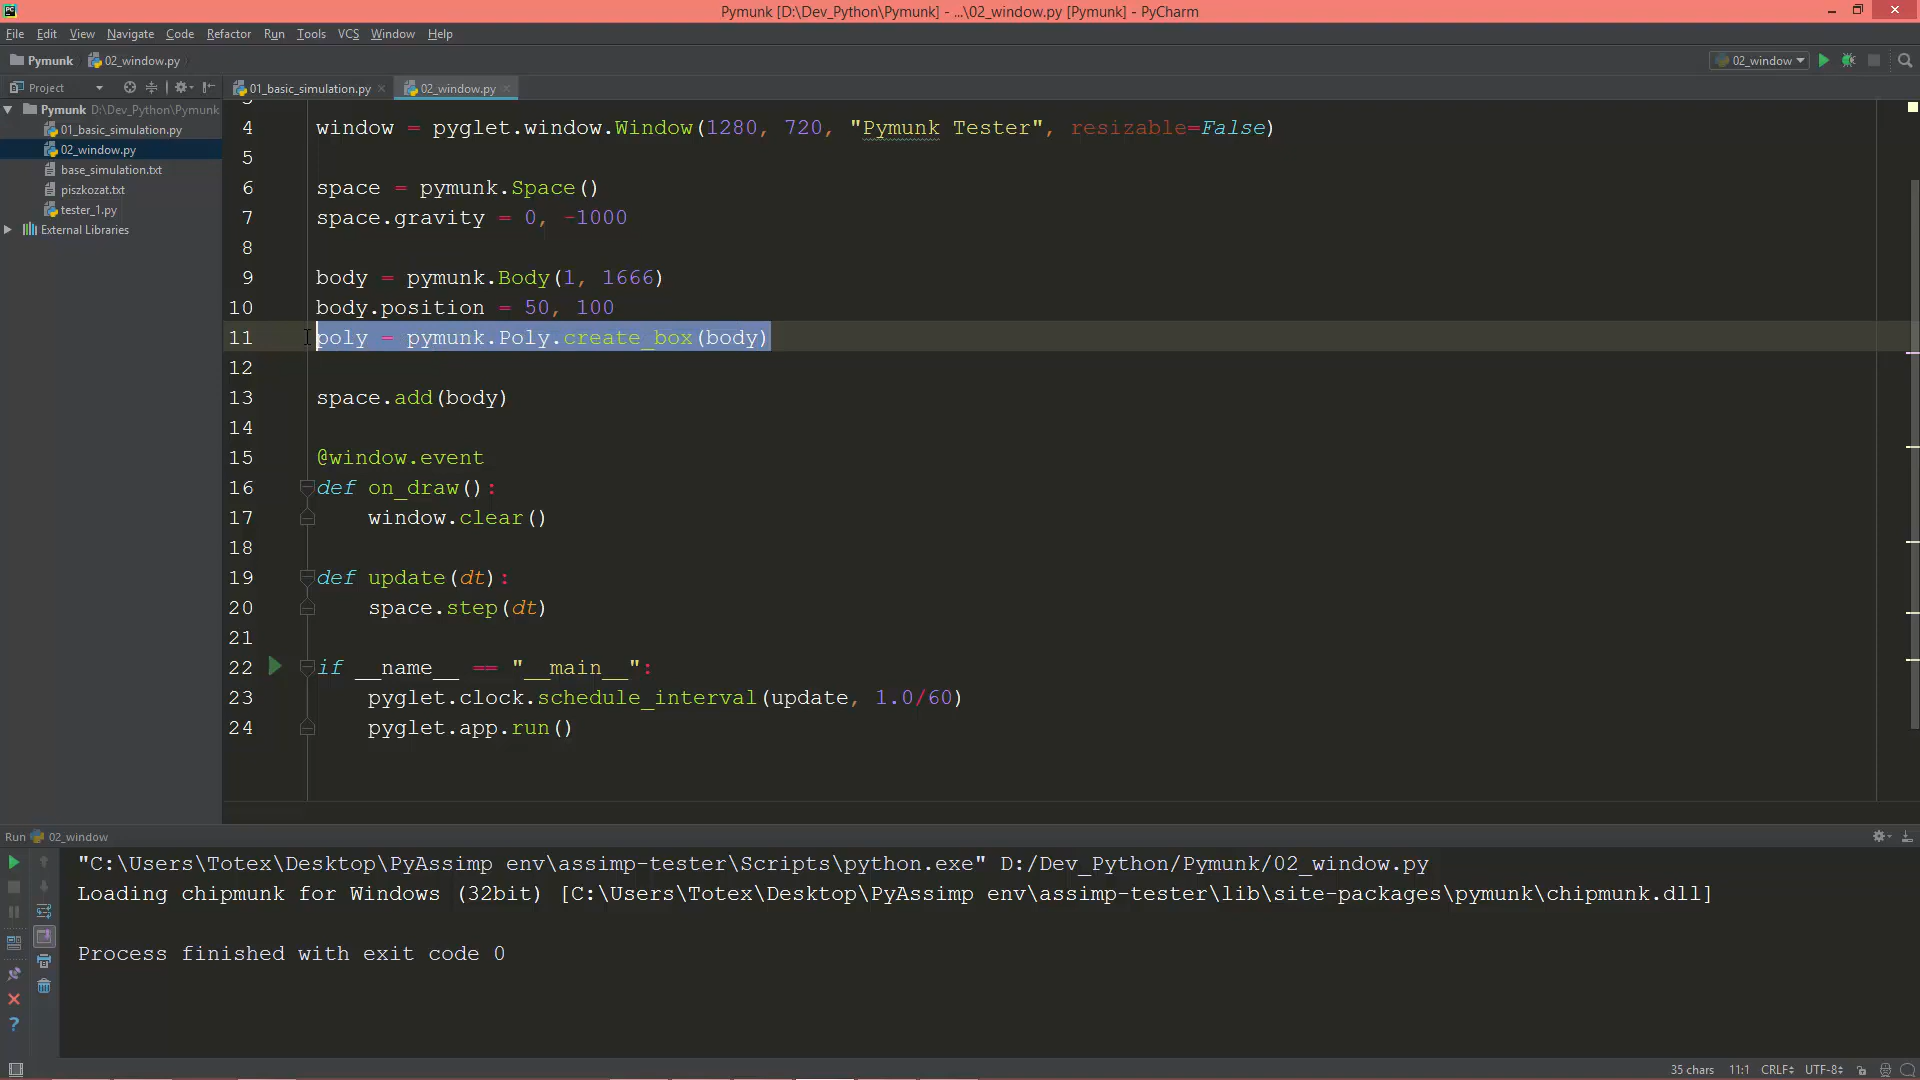 Pymunk [D:\Dev_Python\Pymunk] - ...\02_window.py [Pymunk] - PyCharm
File Edit View Navigate Code Refactor Run Tools VCS Window Help
Pymunk 02_window.py 02_window
Project 01_basic_simulation.py 02_window.py
Pymunk D:\Dev_Python\Pymunk
01_basic_simulation.py
02_window.py
base_simulation.txt
piszkozat.txt
tester_1.py
External Libraries
4 window = pyglet.window.Window(1280, 720, "Pymunk Tester", resizable=False)
5
6 space = pymunk.Space()
7 space.gravity = 0, -1000
8
9 body = pymunk.Body(1, 1666)
10 body.position = 50, 100
11 poly = pymunk.Poly.create_box(body)
12
13 space.add(body)
14
15 @window.event
16 def on_draw():
17 window.clear()
18
19 def update(dt):
20 space.step(dt)
21
22 if __name__ == "__main__":
23 pyglet.clock.schedule_interval(update, 1.0/60)
24 pyglet.app.run()
Run 02_window
"C:\Users\Totex\Desktop\PyAssimp env\assimp-tester\Scripts\python.exe" D:/Dev_Python/Pymunk/02_window.py
Loading chipmunk for Windows (32bit) [C:\Users\Totex\Desktop\PyAssimp env\assimp-tester\lib\site-packages\pymunk\chipmunk.dll]
Process finished with exit code 0
35 chars 11:1 CRLF UTF-8